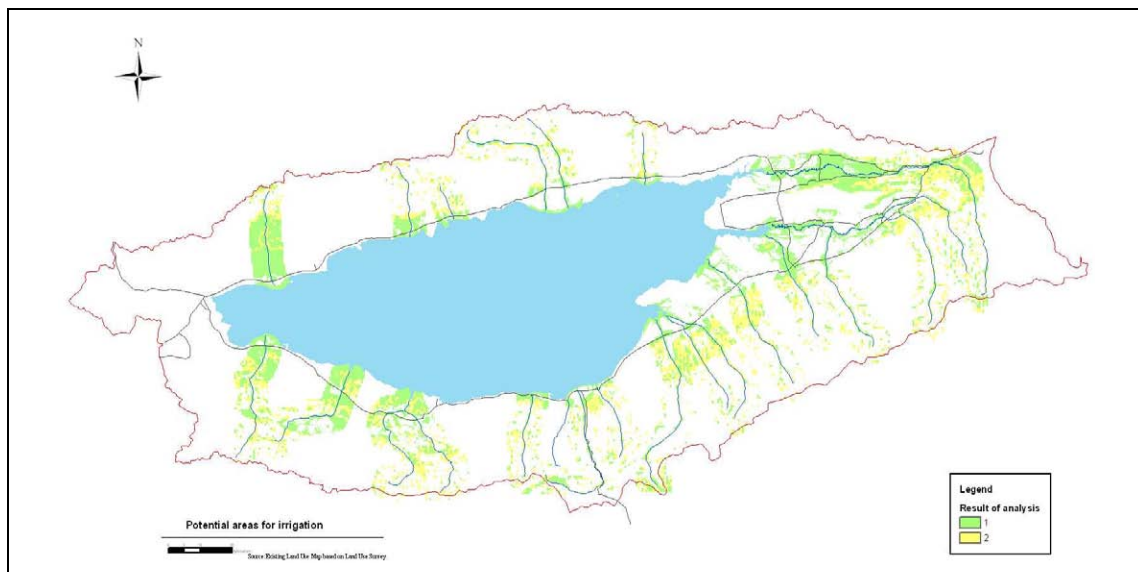 N
Potential areas for irrigation
Source: Existing Land Use Map based on Land Use Survey
Legend
Result of analysis
1
2